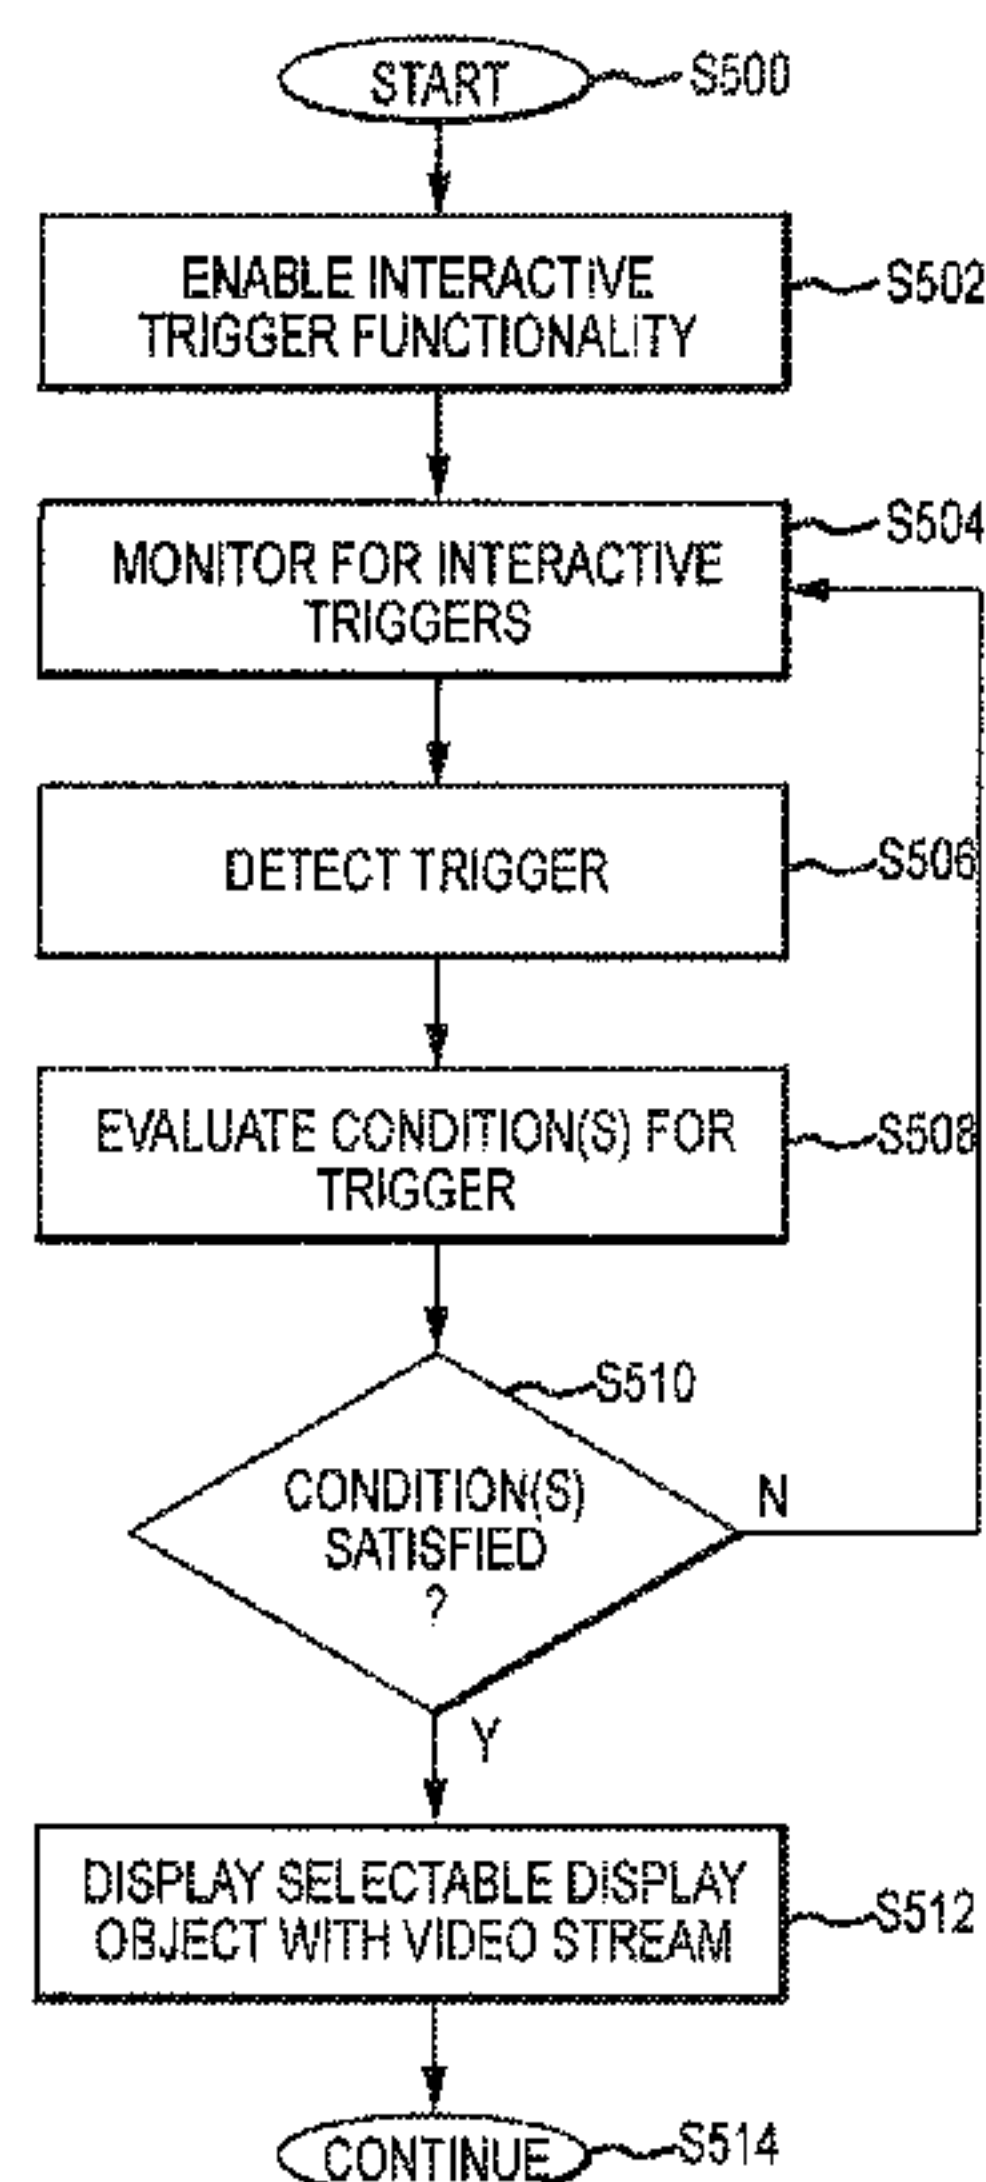 START
S500
ENABLE INTERACTIVE
TRIGGER FUNCTIONALITY
S502
S504
MONITOR FOR INTERACTIVE
TRIGGERS
DETECT TRIGGER
S506
EVALUATE CONDITION(S) FOR
TRIGGER
S508
S510
CONDITION(S)
SATISFIED
?
N
Y
DISPLAY SELECTABLE DISPLAY
OBJECT WITH VIDEO STREAM
S512
CONTINUE
S514